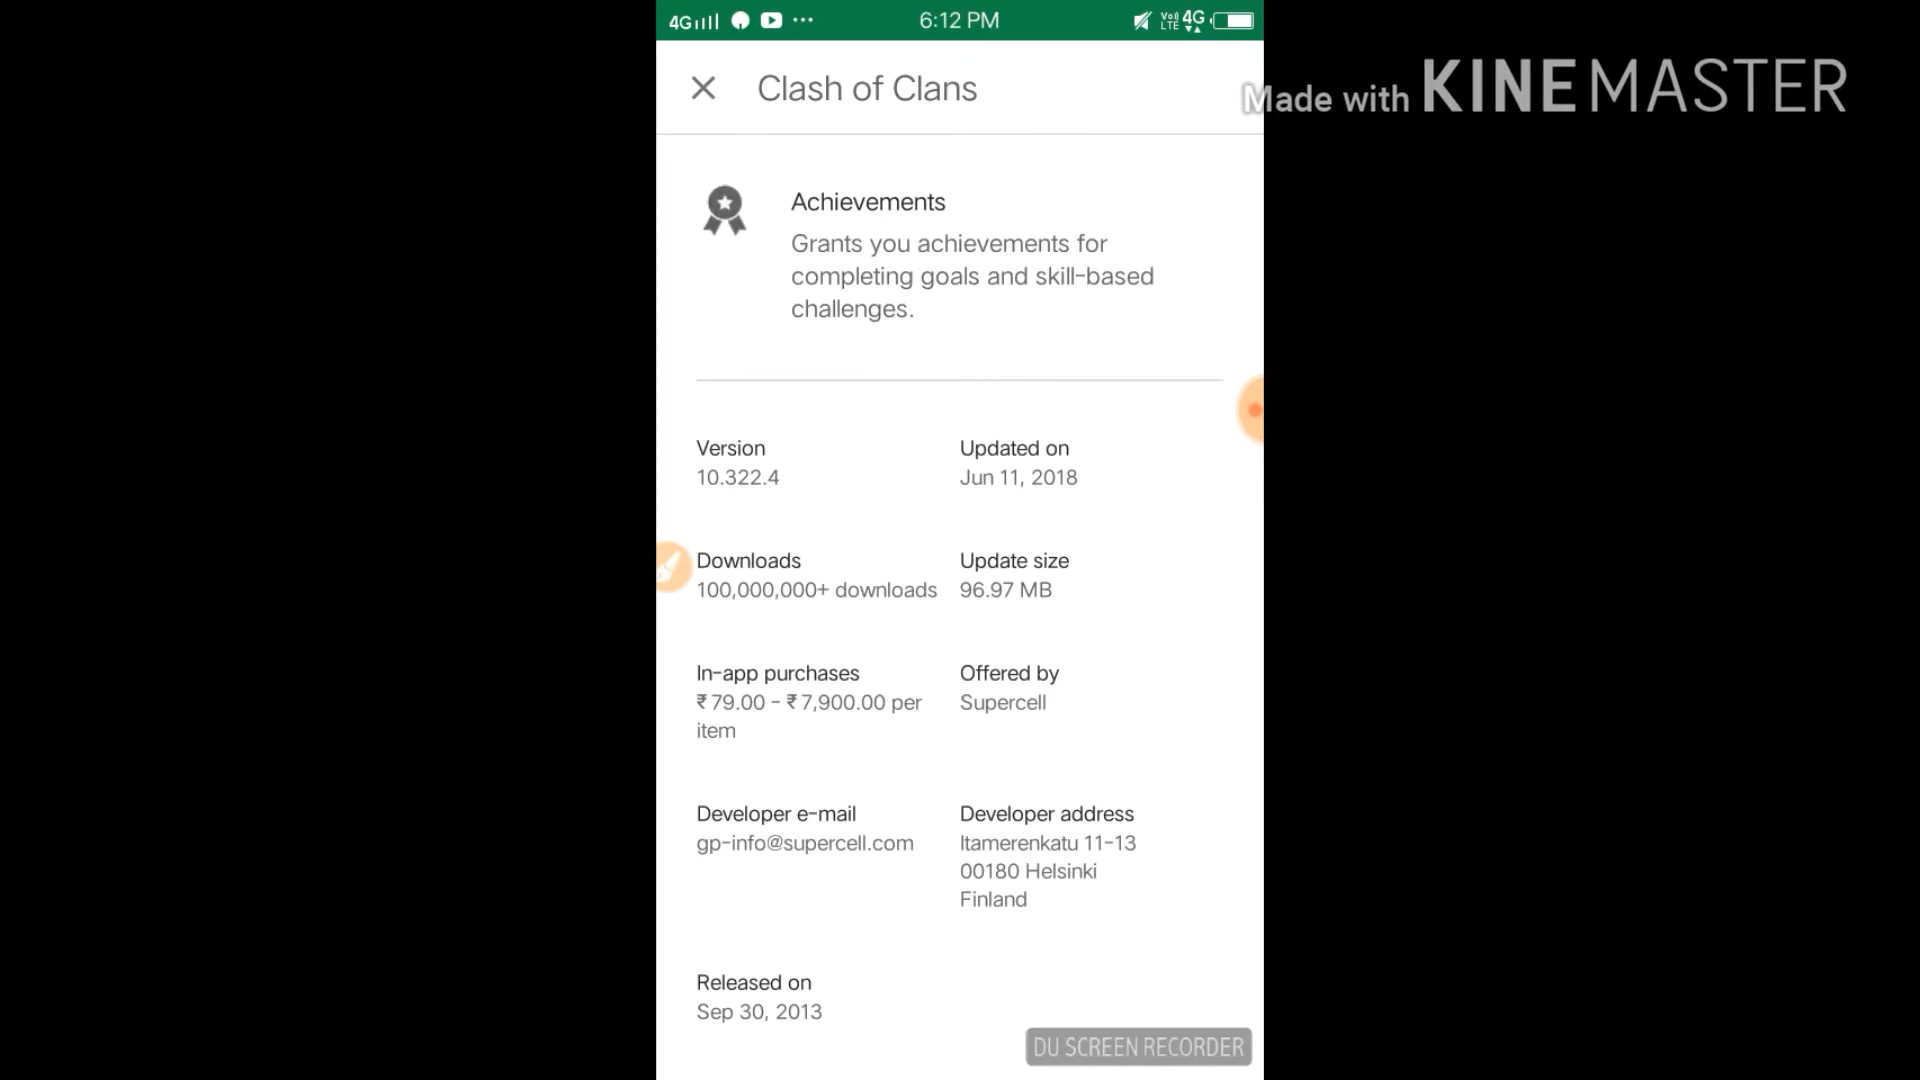 4G
6:12 PM
Vo)
LTE
4G
Clash of Clans
Made with KINEMASTER
Achievements
Grants you achievements for
completing goals and skill-based
challenges.
Version
10.322.4
Updated on
Jun 11, 2018
Downloads
100,000,000+ downloads
Update size
96.97 MB
In-app purchases
₹ 79.00 - ₹ 7,900.00 per
item
Offered by
Supercell
Developer e-mail
gp-info@supercell.com
Developer address
Itamerenkatu 11-13
00180 Helsinki
Finland
Released on
Sep 30, 2013
DU SCREEN RECORDER